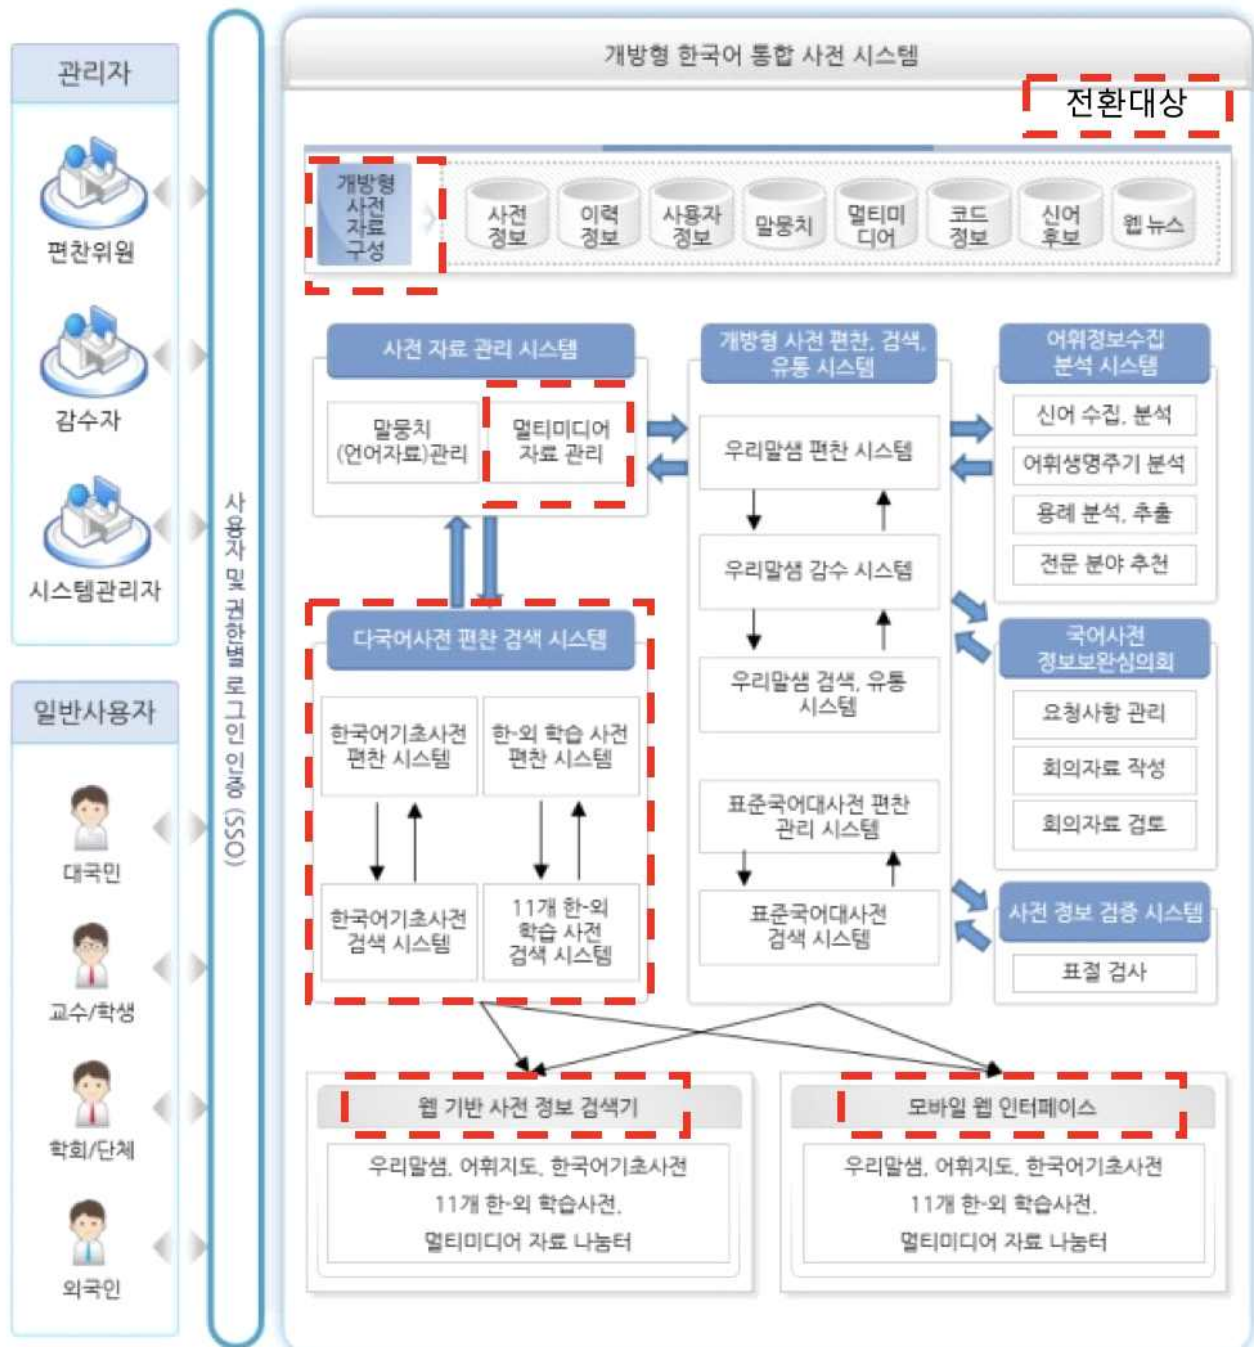 관리자
편찬위원
감수자
시스템관리자
일반사용자
대국민
교수/학생
학회/단체
외국인
사용자 및 권한별 로그인 인증 (SSO)
개방형 한국어 통합 사전 시스템
전환대상
개방형
사전
자료
구성
사전
정보
이력
정보
사용자
정보
말뭉치
멀티미
디어
코드
정보
신어
후보
웹 뉴스
사전 자료 관리 시스템
말뭉치
(언어자료)관리
멀티미디어
자료 관리
다국어사전 편찬 검색 시스템
한국어기초사전
편찬 시스템
한-외 학습 사전
편찬 시스템
한국어기초사전
검색 시스템
11개 한-외
학습 사전
검색 시스템
개방형 사전 편찬, 검색,
유통 시스템
우리말샘 편찬 시스템
우리말샘 감수 시스템
우리말샘 검색, 유통
시스템
표준국어대사전 편찬
관리 시스템
표준국어대사전
검색 시스템
어휘정보수집
분석 시스템
신어 수집, 분석
어휘생명주기 분석
용례 분석, 추출
전문 분야 추천
국어사전
정보보완심의회
요청사항 관리
회의자료 작성
회의자료 검토
사전 정보 검증 시스템
표절 검사
웹 기반 사전 정보 검색기
우리말샘, 어휘지도, 한국어기초사전
11개 한-외 학습사전,
멀티미디어 자료 나눔터
모바일 웹 인터페이스
우리말샘, 어휘지도, 한국어기초사전
11개 한-외 학습사전,
멀티미디어 자료 나눔터